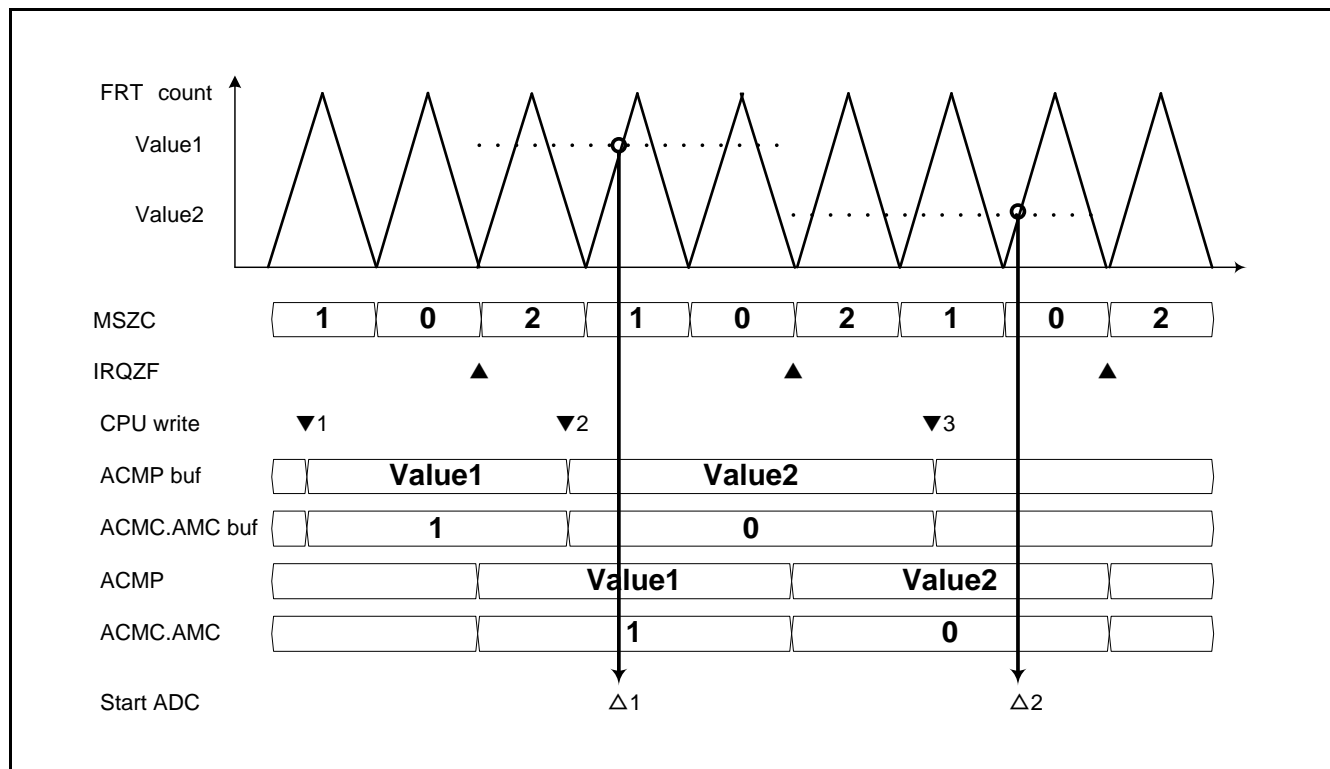 FRT count
Value1
Value2
MSZC 1 0 2 1 0 2 1 0 2
IRQZF ▲ ▲ ▲
CPU write ▼1 ▼2 ▼3
ACMP buf Value1 Value2
ACMC.AMC buf 1 0
ACMP Value1 Value2
ACMC.AMC 1 0
Start ADC △1 △2